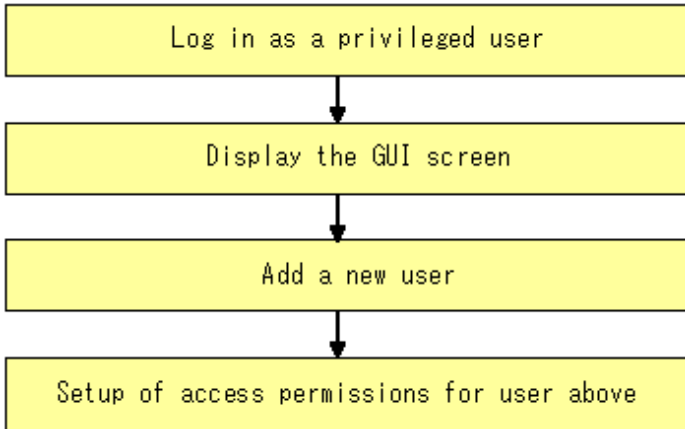 Log in as a privileged user
Display the GUI screen
Add a new user
Setup of access permissions for user above